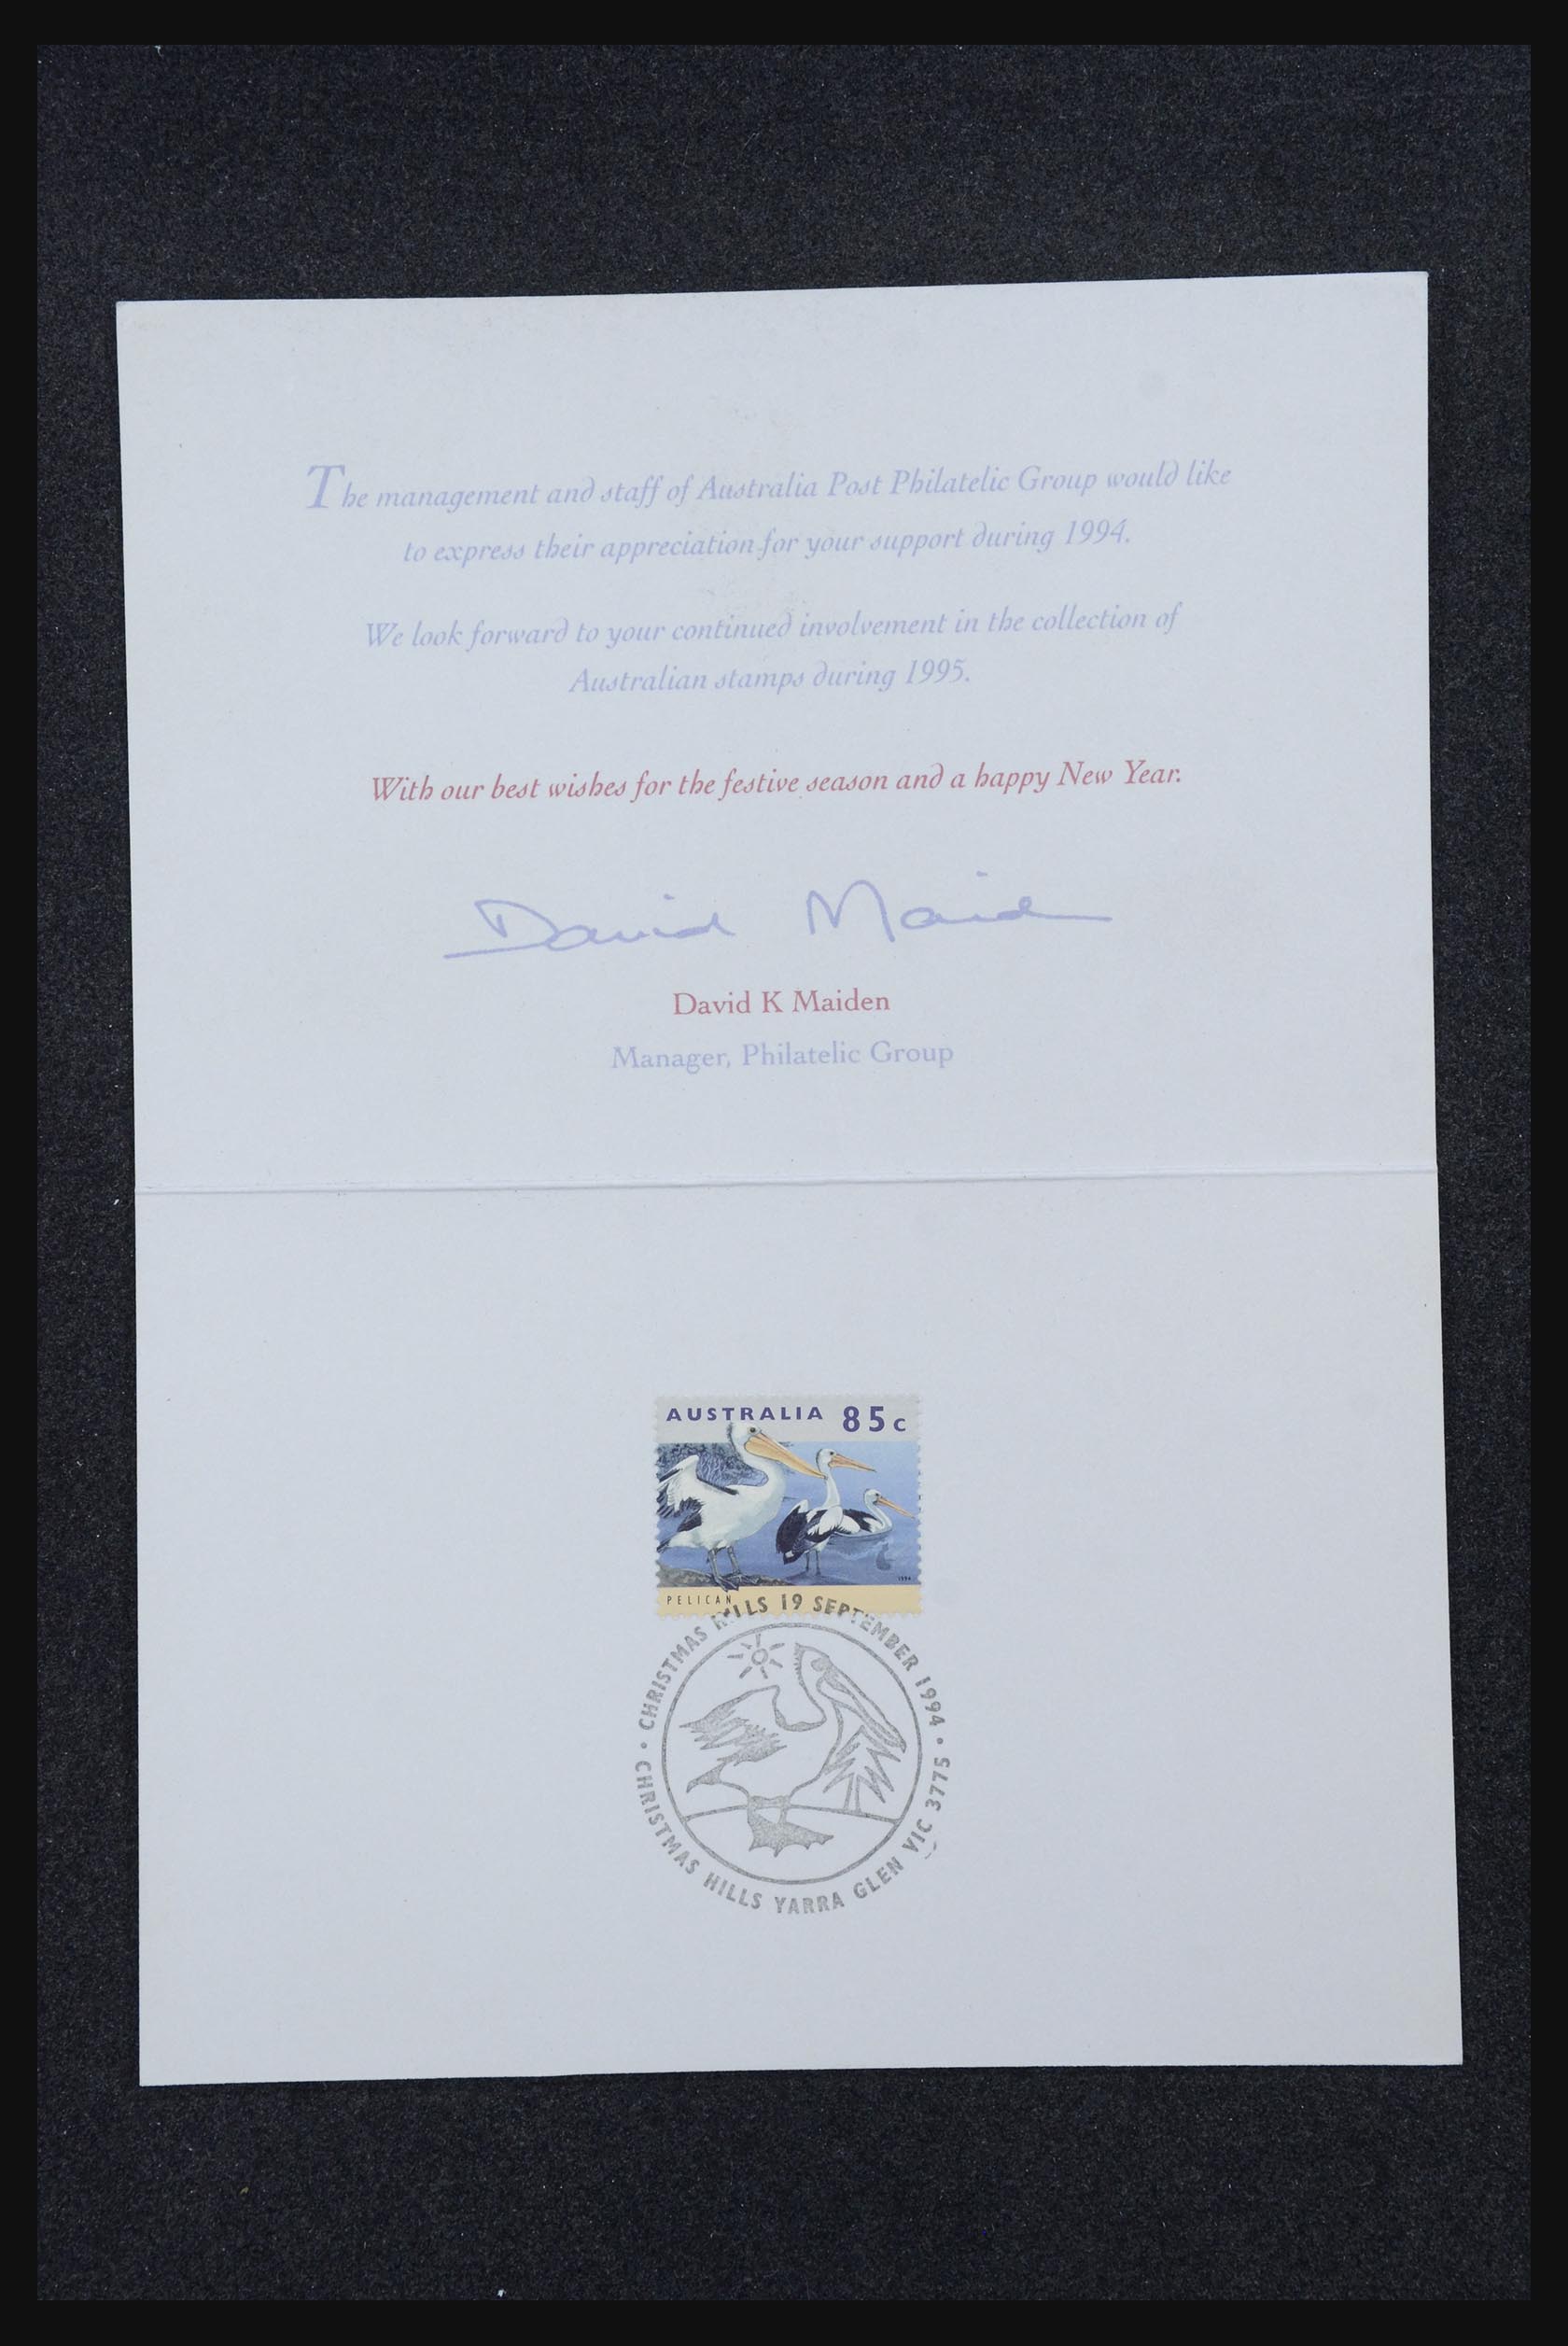 The management and staff of Australia Post Philatelic Group would like
to express their appreciation for your support during 1994.
We look forward to your continued involvement in the collection of
Australian stamps during 1995.
With our best wishes for the festive season and a happy New Year.
David Maiden
David K Maiden
Manager, Philatelic Group
AUSTRALIA 85c
1994
PELICAN
• CHRISTMAS HILLS 19 SEPTEMBER 1994 •
CHRISTMAS HILLS YARRA GLEN VIC 3775